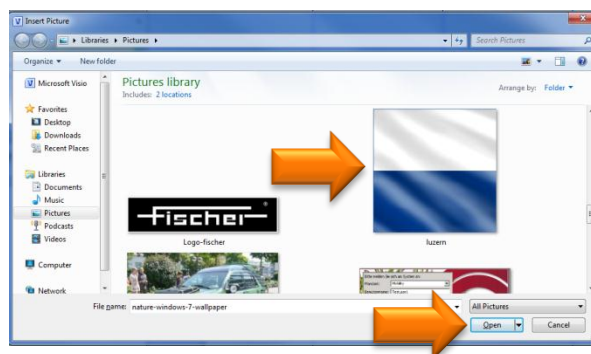 Insert Picture
Libraries ▸ Pictures ▸
Search Pictures
Organize ▾ New folder
Microsoft Visio
Favorites
Desktop
Downloads
Recent Places
Libraries
Documents
Music
Pictures
Podcasts
Videos
Computer
Network
Pictures library
Includes: 2 locations
Arrange by: Folder ▾
Fischer®
Logo-fischer
luzern
File name: nature-windows-7-wallpaper
All Pictures
Open
Cancel